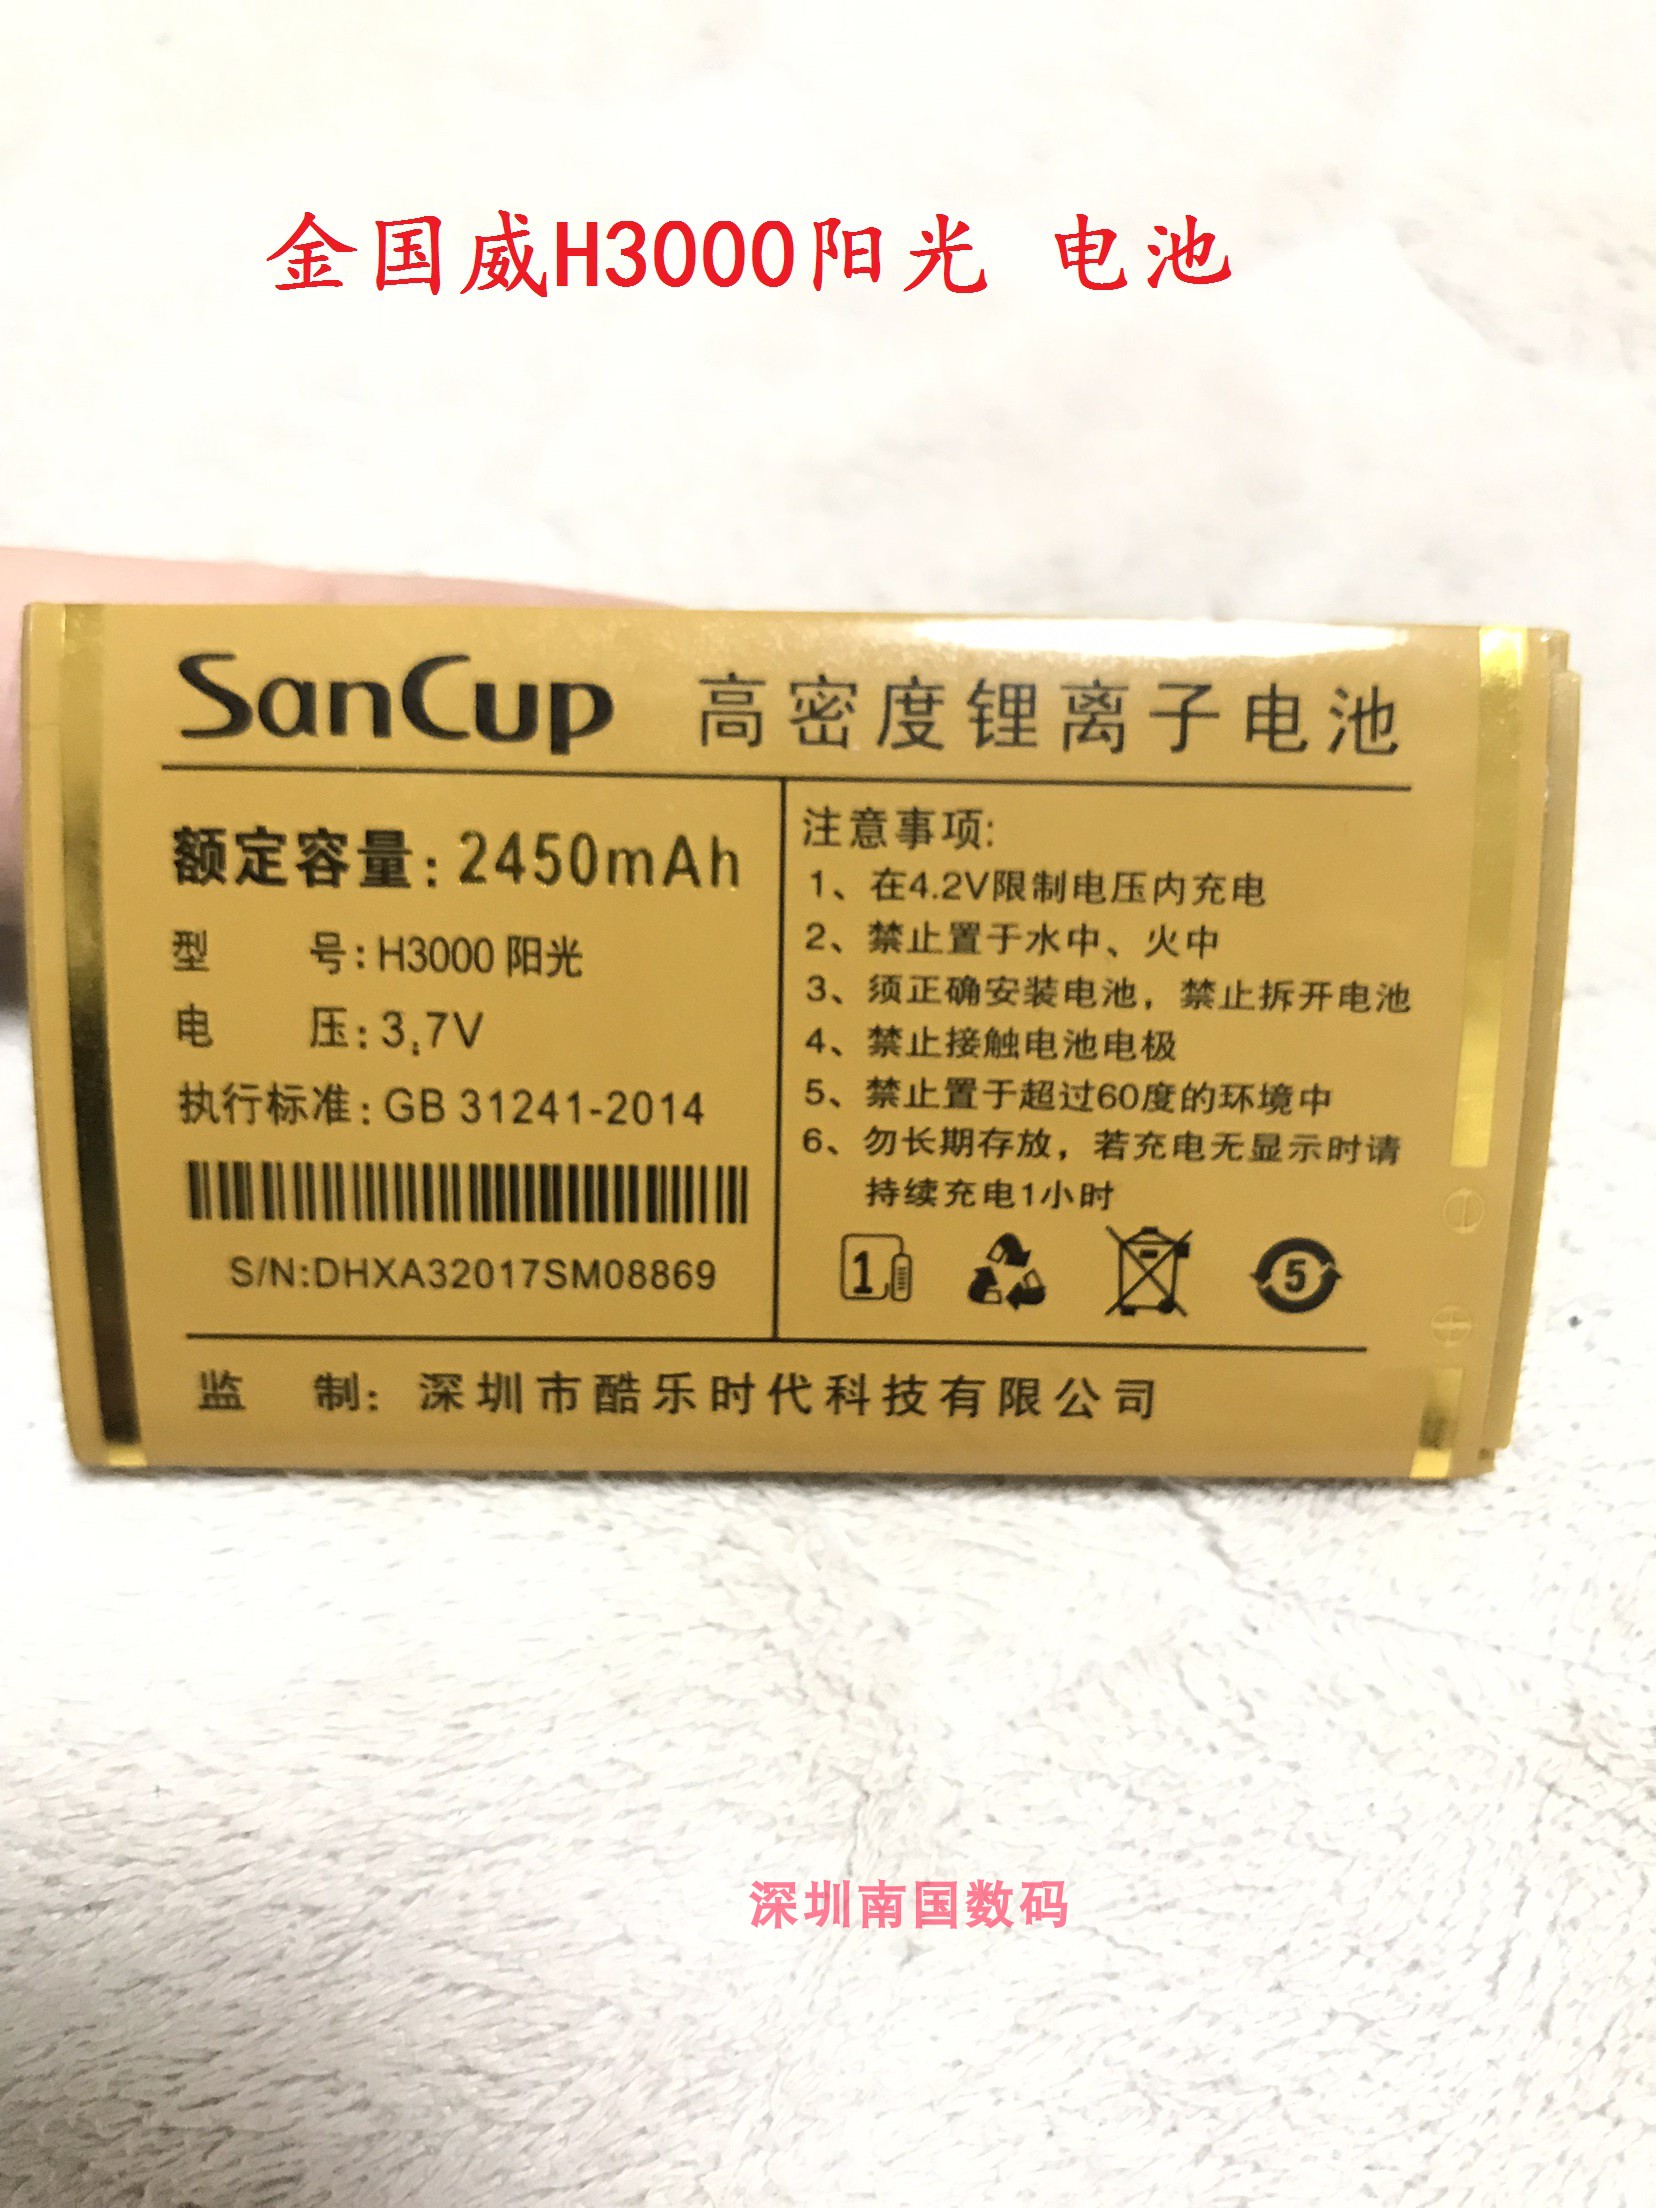 金国威H3000阳光 电池
SanCup 高密度锂离子电池
额定容量:2450mAh
型 号:H3000 阳光
电 压:3.7V
执行标准:GB 31241-2014
S/N:DHXA32017SM08869
注意事项:
1、在4.2V限制电压内充电
2、禁止置于水中、火中
3、须正确安装电池，禁止拆开电池
4、禁止接触电池电极
5、禁止置于超过60度的环境中
6、勿长期存放，若充电无显示时请
持续充电1小时
1
5
监 制: 深圳市酷乐时代科技有限公司
深圳南国数码